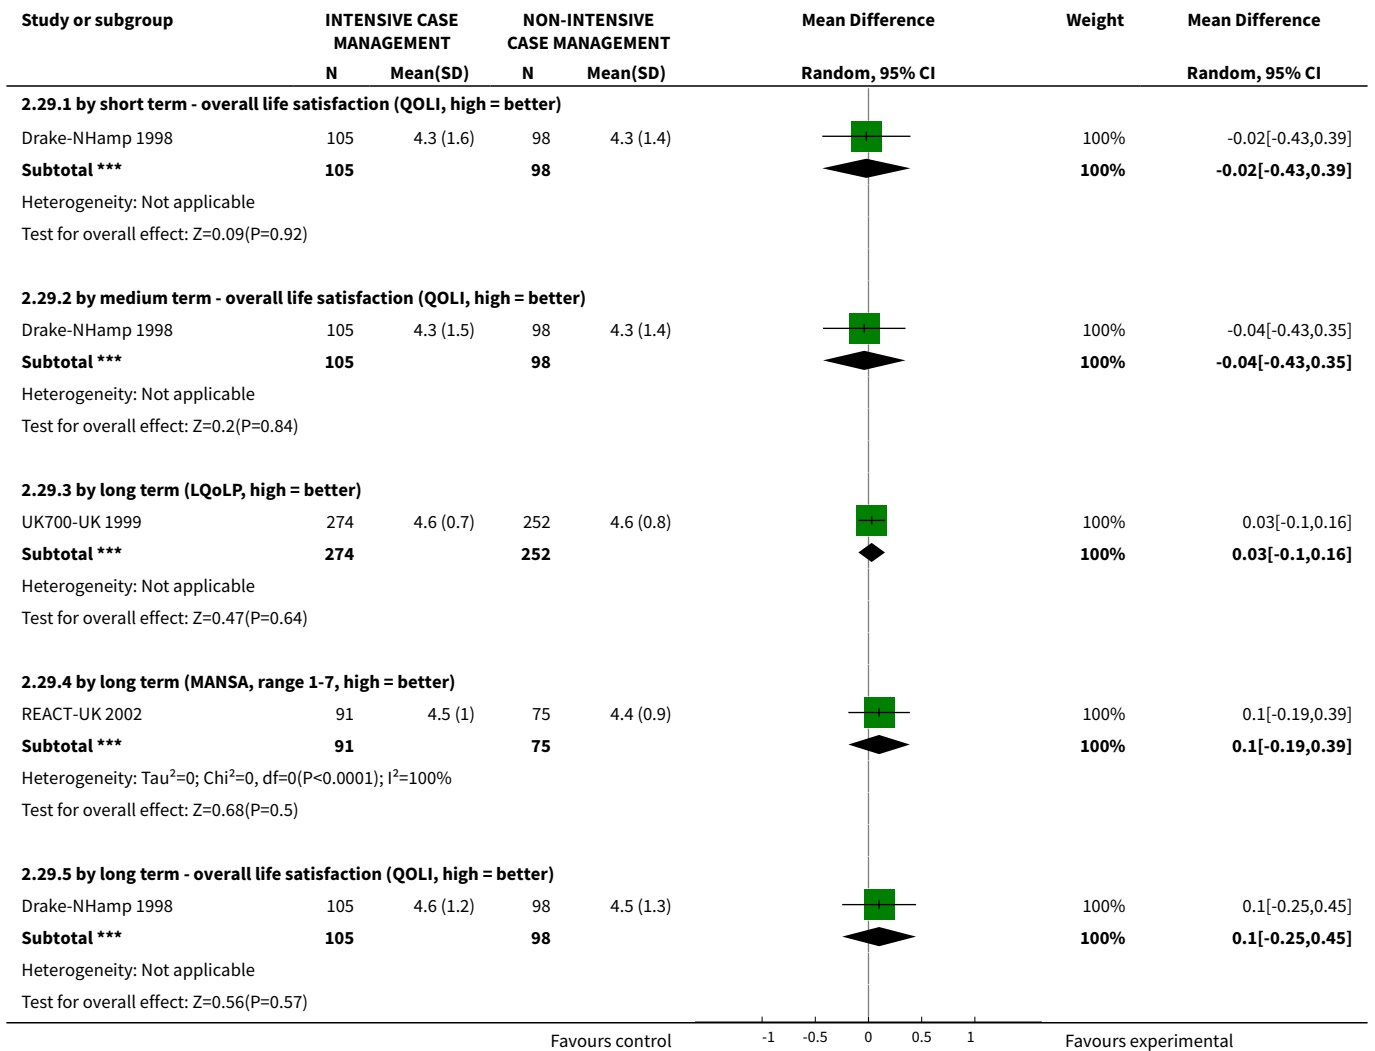 Study or subgroup INTENSIVE CASE MANAGEMENT NON-INTENSIVE CASE MANAGEMENT Mean Difference Weight Mean Difference
N Mean(SD) N Mean(SD) Random, 95% CI Random, 95% CI
2.29.1 by short term - overall life satisfaction (QOLI, high = better)
Drake-NHamp 1998 105 4.3 (1.6) 98 4.3 (1.4) 100% -0.02[-0.43,0.39]
Subtotal *** 105 98 100% -0.02[-0.43,0.39]
Heterogeneity: Not applicable
Test for overall effect: Z=0.09(P=0.92)
2.29.2 by medium term - overall life satisfaction (QOLI, high = better)
Drake-NHamp 1998 105 4.3 (1.5) 98 4.3 (1.4) 100% -0.04[-0.43,0.35]
Subtotal *** 105 98 100% -0.04[-0.43,0.35]
Heterogeneity: Not applicable
Test for overall effect: Z=0.2(P=0.84)
2.29.3 by long term (LQoLP, high = better)
UK700-UK 1999 274 4.6 (0.7) 252 4.6 (0.8) 100% 0.03[-0.1,0.16]
Subtotal *** 274 252 100% 0.03[-0.1,0.16]
Heterogeneity: Not applicable
Test for overall effect: Z=0.47(P=0.64)
2.29.4 by long term (MANSA, range 1-7, high = better)
REACT-UK 2002 91 4.5 (1) 75 4.4 (0.9) 100% 0.1[-0.19,0.39]
Subtotal *** 91 75 100% 0.1[-0.19,0.39]
Heterogeneity: Tau²=0; Chi²=0, df=0(P<0.0001); I²=100%
Test for overall effect: Z=0.68(P=0.5)
2.29.5 by long term - overall life satisfaction (QOLI, high = better)
Drake-NHamp 1998 105 4.6 (1.2) 98 4.5 (1.3) 100% 0.1[-0.25,0.45]
Subtotal *** 105 98 100% 0.1[-0.25,0.45]
Heterogeneity: Not applicable
Test for overall effect: Z=0.56(P=0.57)
Favours control -1 -0.5 0 0.5 1 Favours experimental